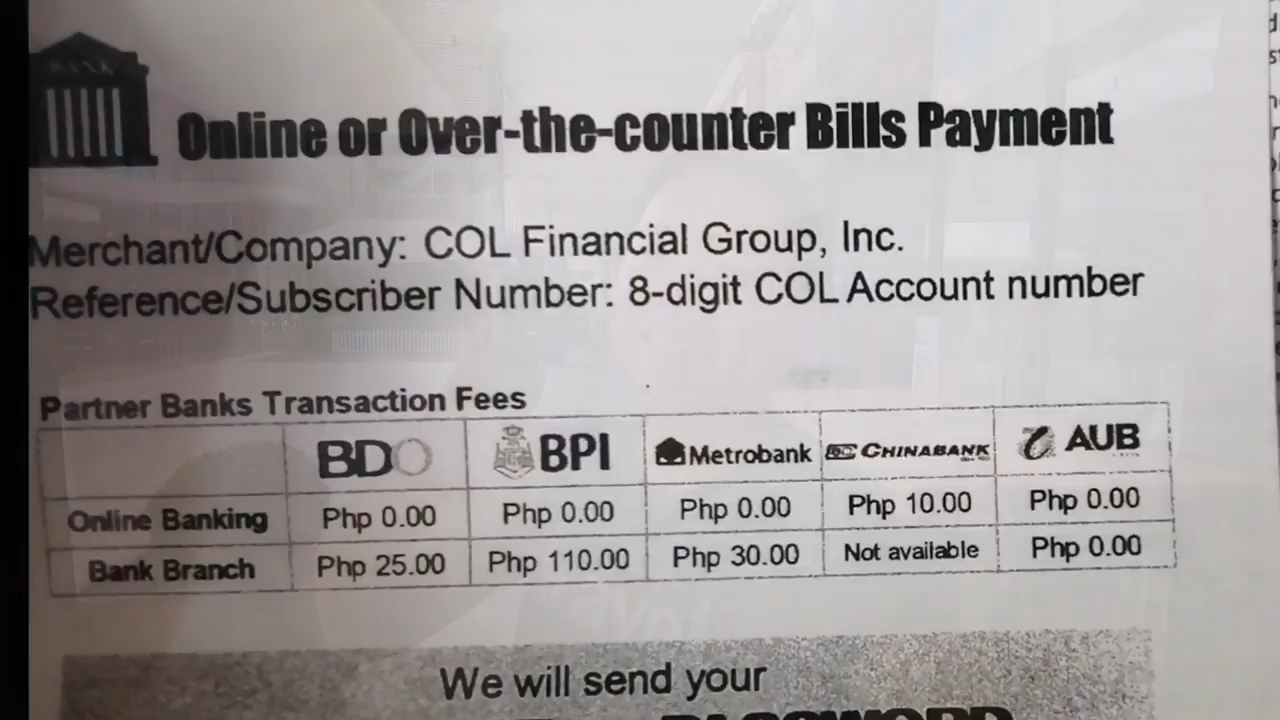 BANK
Online or Over-the-counter Bills Payment
Merchant/Company: COL Financial Group, Inc.
Reference/Subscriber Number: 8-digit COL Account number
Partner Banks Transaction Fees
BDO BPI Metrobank CHINABANK AUB
Online Banking Php 0.00 Php 0.00 Php 0.00 Php 10.00 Php 0.00
Bank Branch Php 25.00 Php 110.00 Php 30.00 Not available Php 0.00
We will send your
PASSWORD